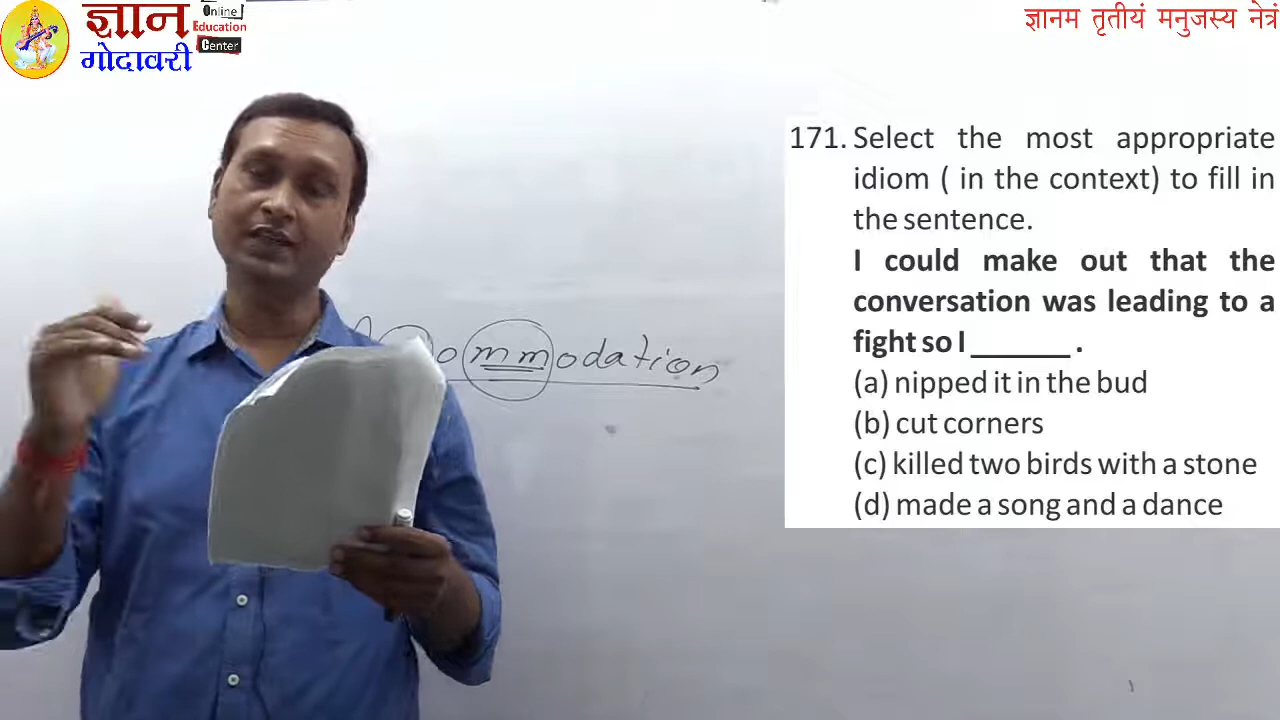 ज्ञान
गोदावरी
Online
Education
Center
ज्ञानम तृतीयं मनुजस्य नेत्रं
171. Select the most appropriate
idiom ( in the context) to fill in
the sentence.
I could make out that the
conversation was leading to a
fight so I ______ .
(a) nipped it in the bud
(b) cut corners
(c) killed two birds with a stone
(d) made a song and a dance
ommodation